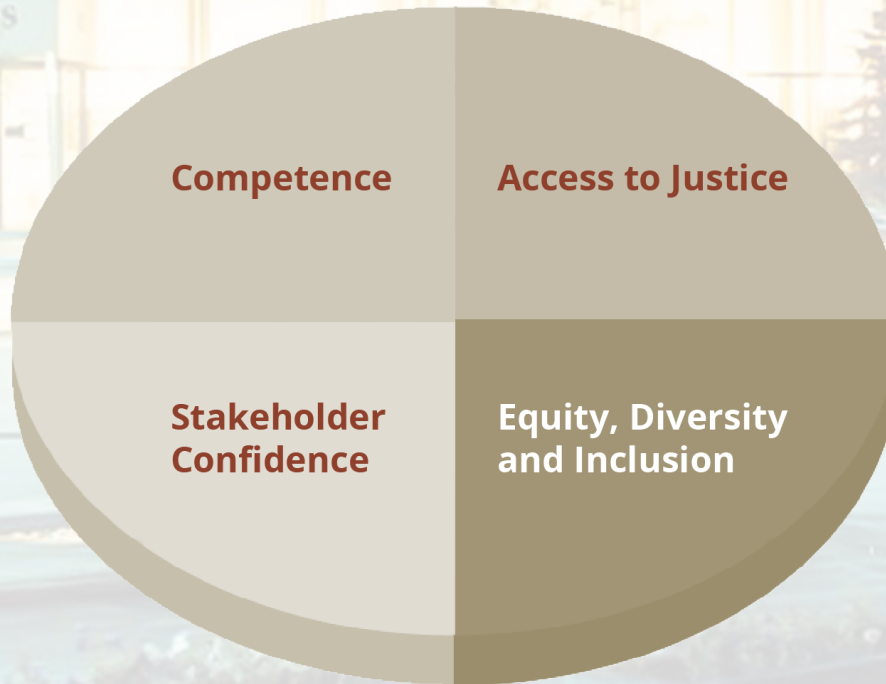 Competence
Access to Justice
Stakeholder
Confidence
Equity, Diversity
and Inclusion